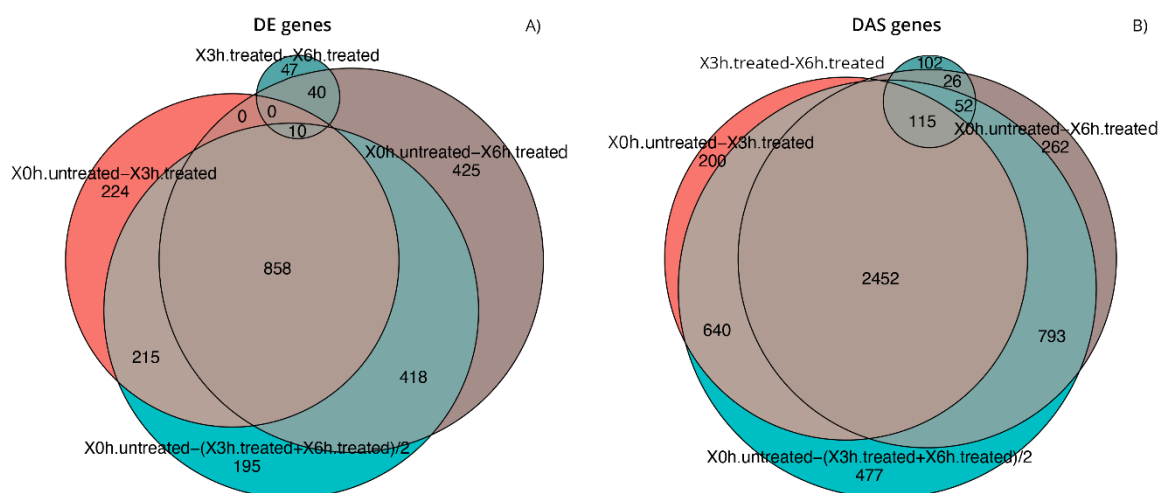 DE genes
A)
X3h.treated–X6h.treated
47
40
0
0
10
X0h.untreated–X6h.treated
425
X0h.untreated–X3h.treated
224
858
215
418
X0h.untreated–(X3h.treated+X6h.treated)/2
195
DAS genes
B)
X3h.treated-X6h.treated
102
26
52
115
X0h.untreated–X6h.treated
262
X0h.untreated–X3h.treated
200
2452
640
793
X0h.untreated–(X3h.treated+X6h.treated)/2
477